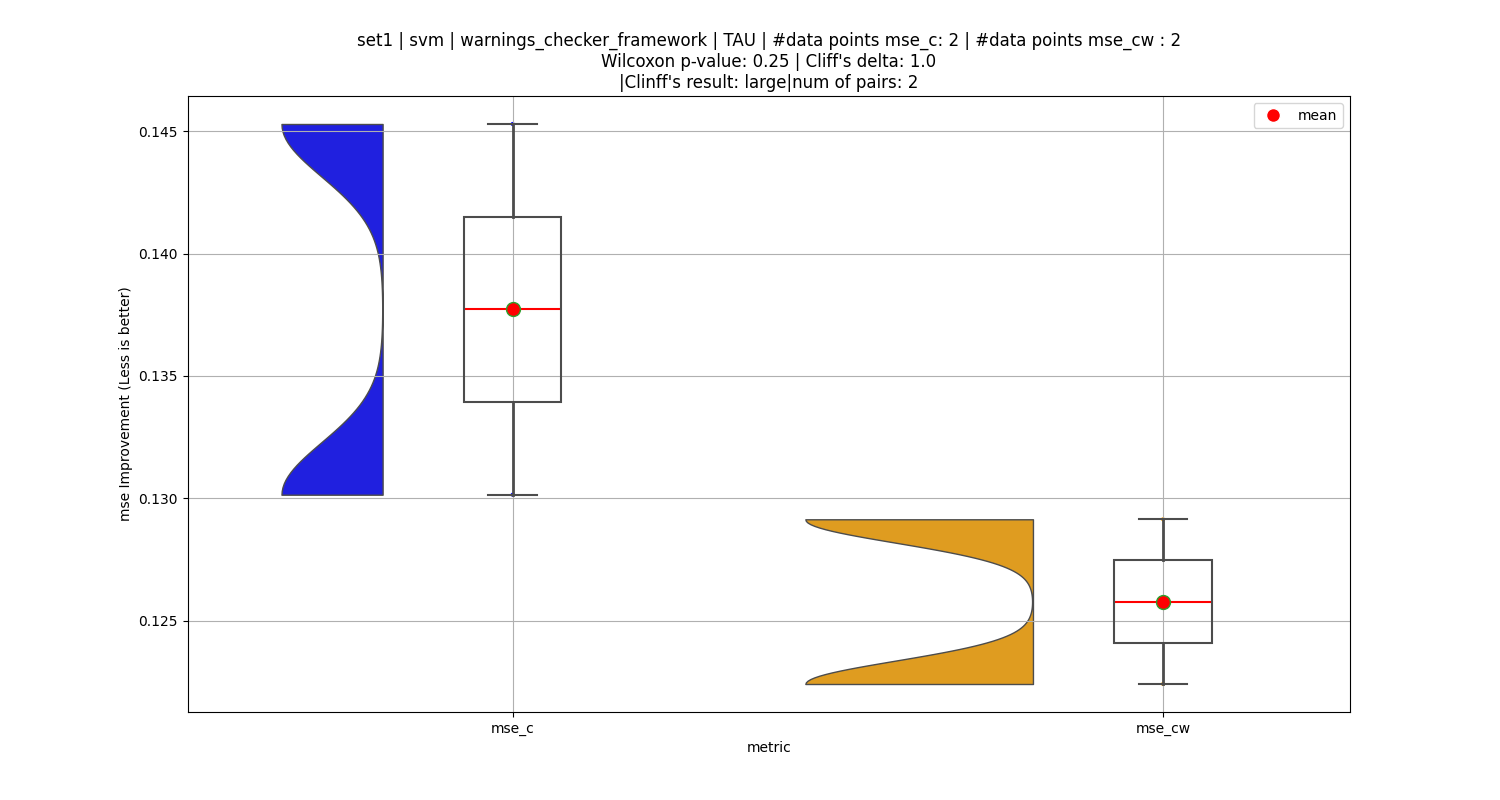 set1 | svm | warnings_checker_framework | TAU | #data points mse_c: 2 | #data points mse_cw : 2
Wilcoxon p-value: 0.25 | Cliff's delta: 1.0
|Clinff's result: large|num of pairs: 2
mean
0.145
0.140
0.135
0.130
0.125
mse Improvement (Less is better)
mse_c
mse_cw
metric